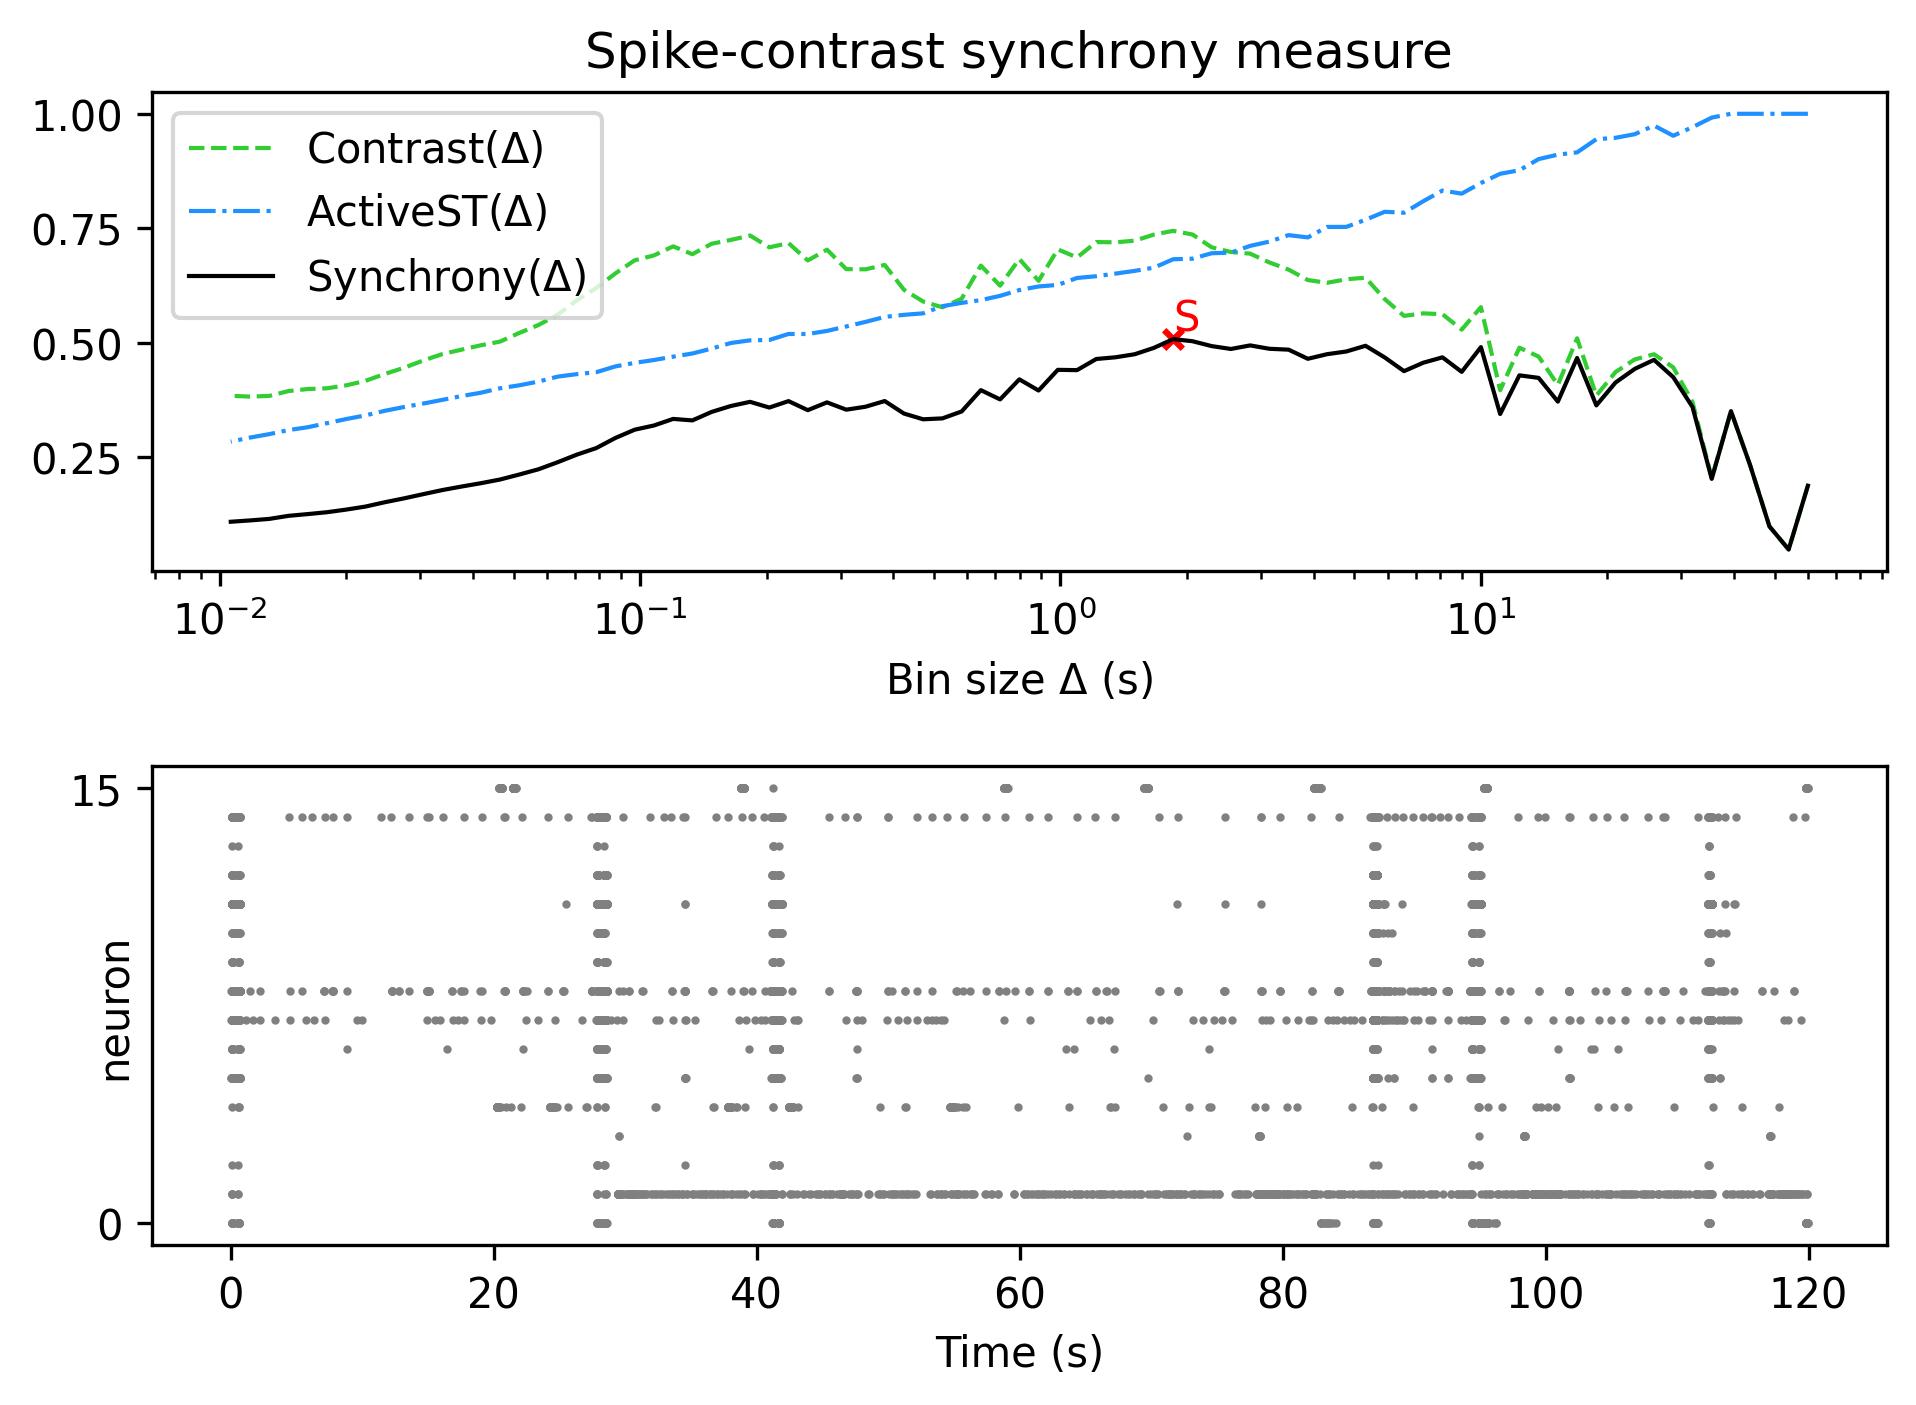 Spike-contrast synchrony measure
1.00
0.75
0.50
0.25
Contrast(Δ)
ActiveST(Δ)
Synchrony(Δ)
S
10⁻² 10⁻¹ 10⁰ 10¹
Bin size Δ (s)
15
0
neuron
0 20 40 60 80 100 120
Time (s)